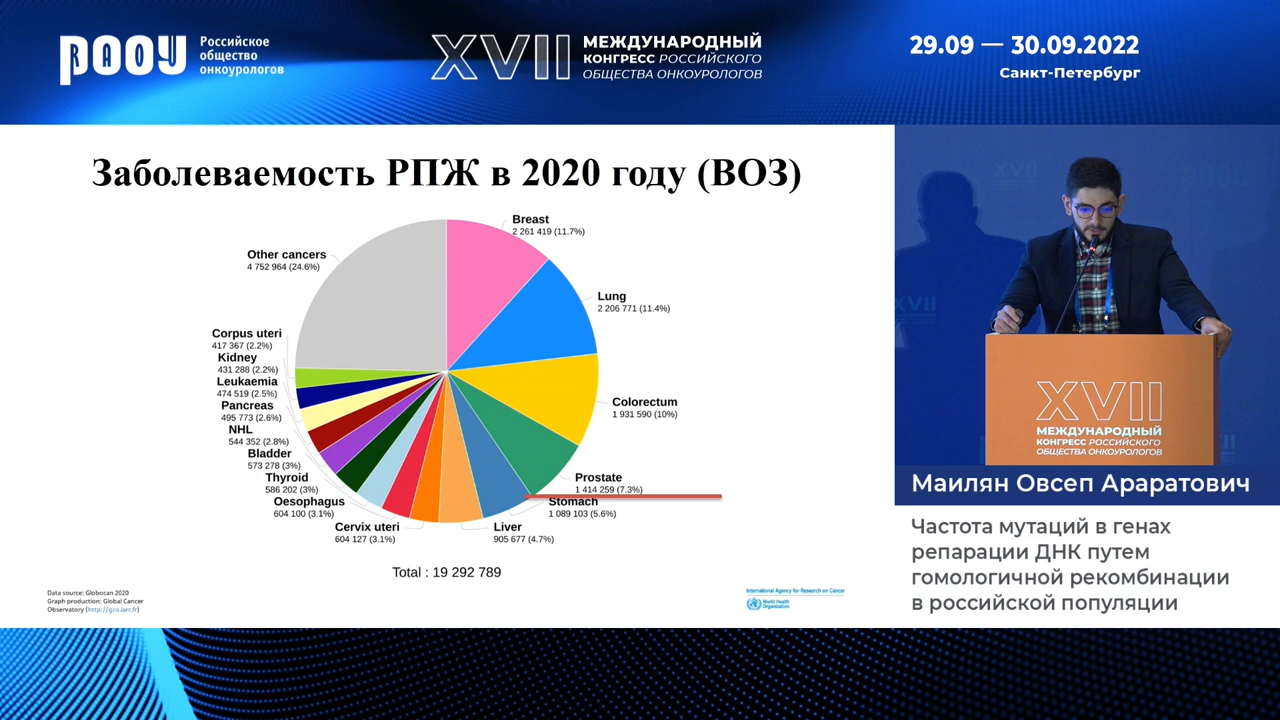 РООУ
Российское
общество
онкоурологов
XVII
МЕЖДУНАРОДНЫЙ
КОНГРЕСС РОССИЙСКОГО
ОБЩЕСТВА ОНКОУРОЛОГОВ
29.09 — 30.09.2022
Санкт-Петербург
Заболеваемость РПЖ в 2020 году (ВОЗ)
Breast
2 261 419 (11.7%)
Lung
2 206 771 (11.4%)
Colorectum
1 931 590 (10%)
Prostate
1 414 259 (7.3%)
Stomach
1 089 103 (5.6%)
Liver
905 677 (4.7%)
Cervix uteri
604 127 (3.1%)
Oesophagus
604 100 (3.1%)
Thyroid
586 202 (3%)
Bladder
573 278 (3%)
NHL
544 352 (2.8%)
Pancreas
495 773 (2.6%)
Leukaemia
474 519 (2.5%)
Kidney
431 288 (2.2%)
Corpus uteri
417 367 (2.2%)
Other cancers
4 752 964 (24.6%)
Total : 19 292 789
Data source: Globocan 2020
Graph production: Global Cancer
Observatory (http://gco.iarc.fr)
International Agency for Research on Cancer
World Health
Organization
XVII
XVII
XVII
МЕЖДУНАРОДНЫЙ
КОНГРЕСС РОССИЙСКОГО
ОБЩЕСТВА ОНКОУРОЛОГОВ
Маилян Овсеп Араратович
Частота мутаций в генах
репарации ДНК путем
гомологичной рекомбинации
в российской популяции